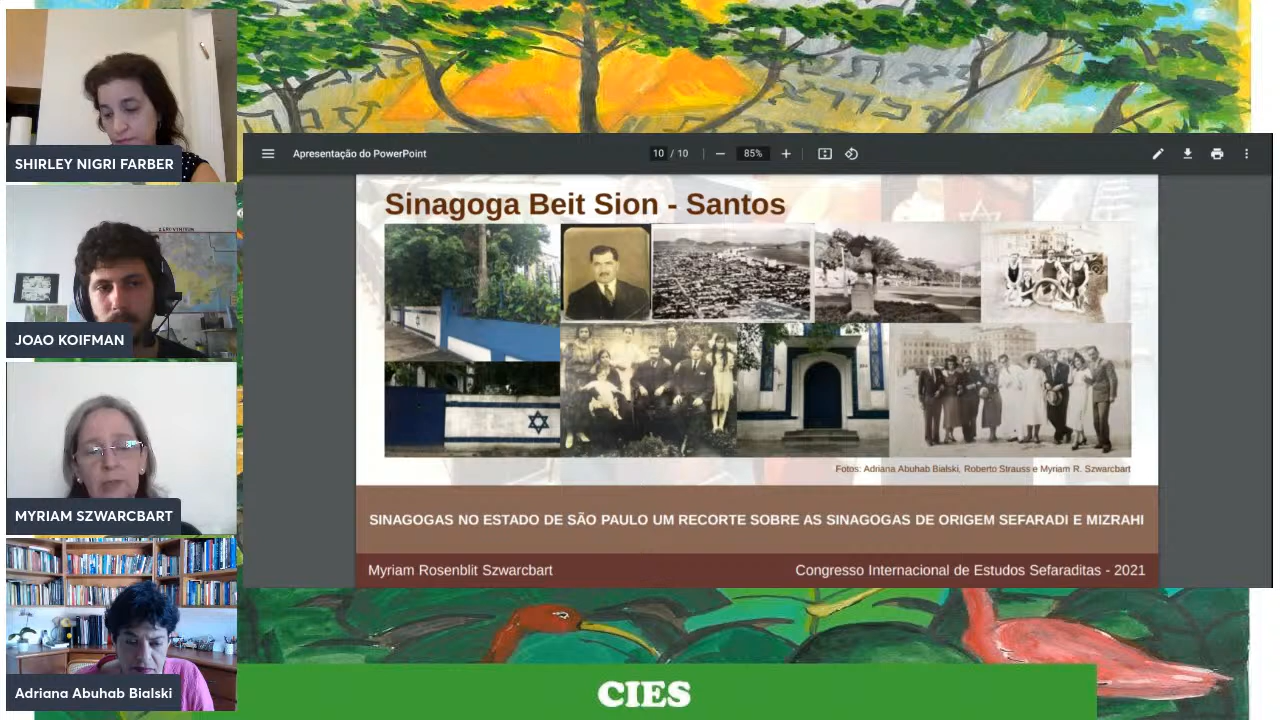 SHIRLEY NIGRI FARBER
JOAO KOIFMAN
MYRIAM SZWARCBART
Adriana Abuhab Bialski
Apresentação do PowerPoint
10 / 10
85%
Sinagoga Beit Sion - Santos
Fotos: Adriana Abuhab Bialski, Roberto Strauss e Myriam R. Szwarcbart
SINAGOGAS NO ESTADO DE SÃO PAULO UM RECORTE SOBRE AS SINAGOGAS DE ORIGEM SEFARADI E MIZRAHI
Myriam Rosenblit Szwarcbart
Congresso Internacional de Estudos Sefaraditas - 2021
CIES